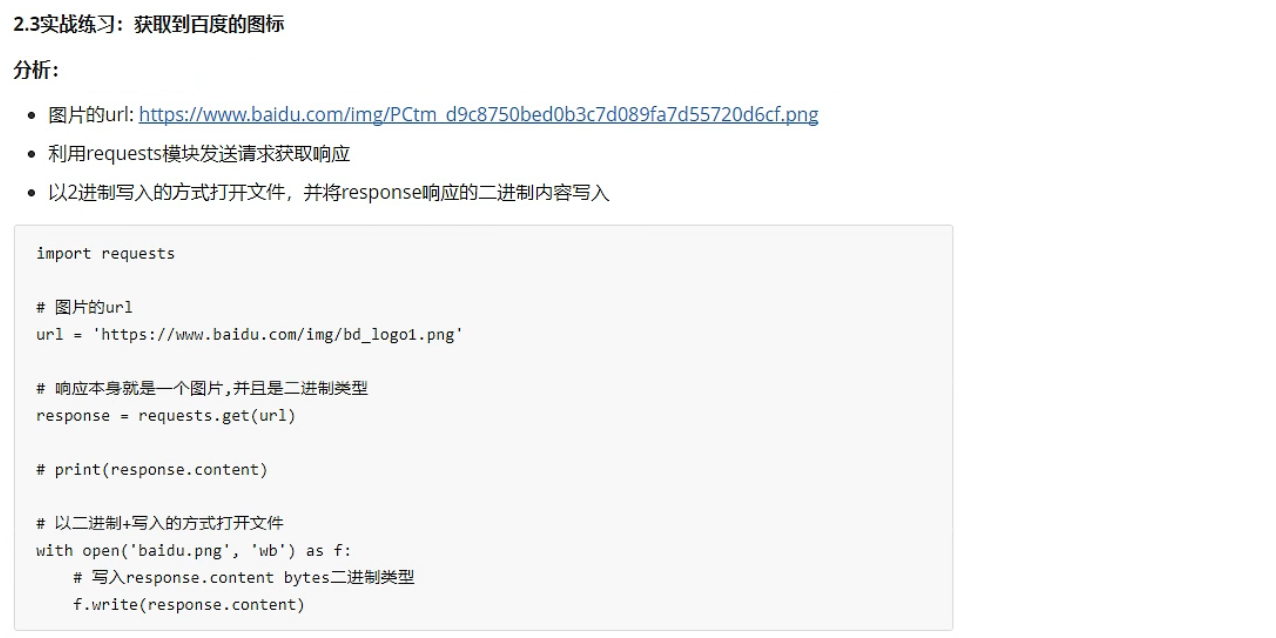 2.3实战练习：获取到百度的图标
分析：
图片的url: https://www.baidu.com/img/PCtm_d9c8750bed0b3c7d089fa7d55720d6cf.png
利用requests模块发送请求获取响应
以2进制写入的方式打开文件，并将response响应的二进制内容写入
import requests
# 图片的url
url = 'https://www.baidu.com/img/bd_logo1.png'
# 响应本身就是一个图片,并且是二进制类型
response = requests.get(url)
# print(response.content)
# 以二进制+写入的方式打开文件
with open('baidu.png', 'wb') as f:
    # 写入response.content bytes二进制类型
    f.write(response.content)